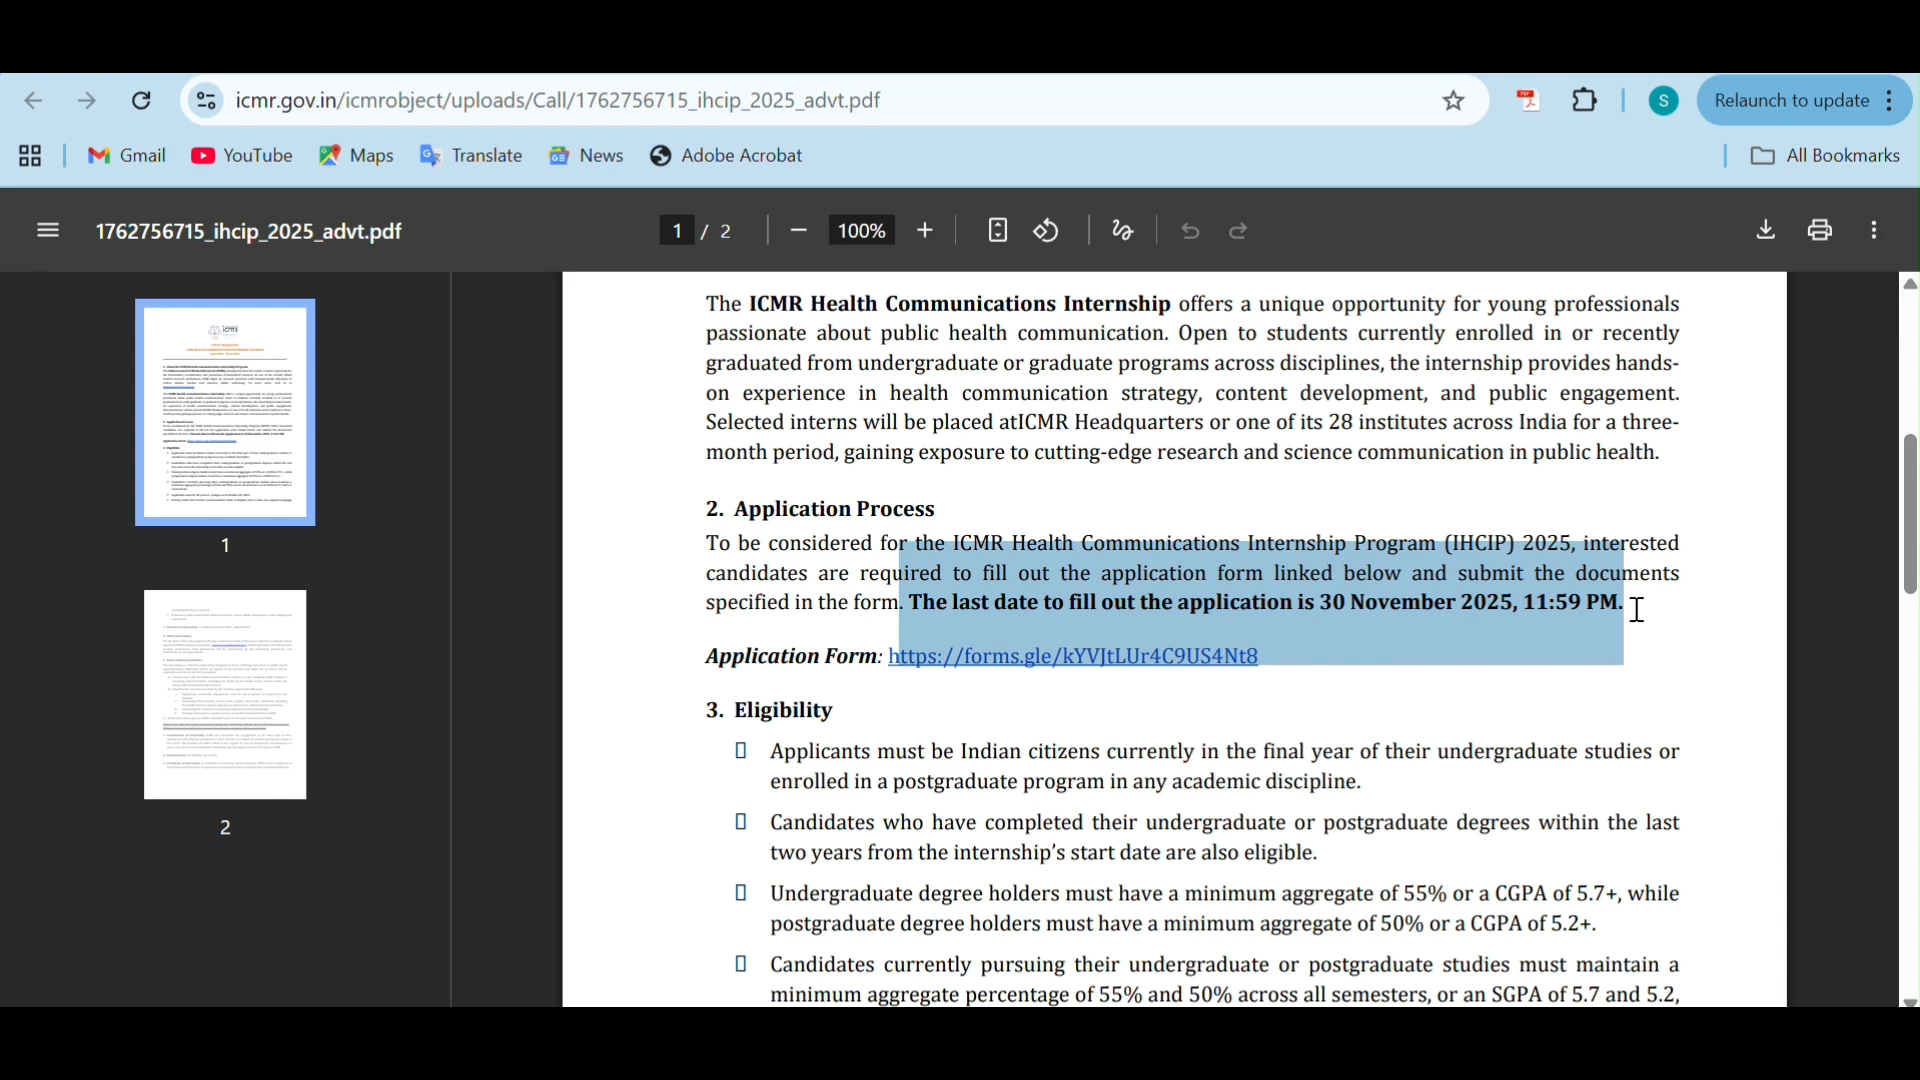 icmr.gov.in/icmrobject/uploads/Call/1762756715_ihcip_2025_advt.pdf
S
Relaunch to update
Gmail
YouTube
Maps
Translate
News
Adobe Acrobat
All Bookmarks
1762756715_ihcip_2025_advt.pdf
1 / 2
100%
The ICMR Health Communications Internship offers a unique opportunity for young professionals
passionate about public health communication. Open to students currently enrolled in or recently
graduated from undergraduate or graduate programs across disciplines, the internship provides hands-
on experience in health communication strategy, content development, and public engagement.
Selected interns will be placed atICMR Headquarters or one of its 28 institutes across India for a three-
month period, gaining exposure to cutting-edge research and science communication in public health.
2. Application Process
To be considered for the ICMR Health Communications Internship Program (IHCIP) 2025, interested
candidates are required to fill out the application form linked below and submit the documents
specified in the form. The last date to fill out the application is 30 November 2025, 11:59 PM.
Application Form: https://forms.gle/kYVJtLUr4C9US4Nt8
3. Eligibility
Applicants must be Indian citizens currently in the final year of their undergraduate studies or
enrolled in a postgraduate program in any academic discipline.
Candidates who have completed their undergraduate or postgraduate degrees within the last
two years from the internship's start date are also eligible.
Undergraduate degree holders must have a minimum aggregate of 55% or a CGPA of 5.7+, while
postgraduate degree holders must have a minimum aggregate of 50% or a CGPA of 5.2+.
Candidates currently pursuing their undergraduate or postgraduate studies must maintain a
minimum aggregate percentage of 55% and 50% across all semesters, or an SGPA of 5.7 and 5.2,
1
2